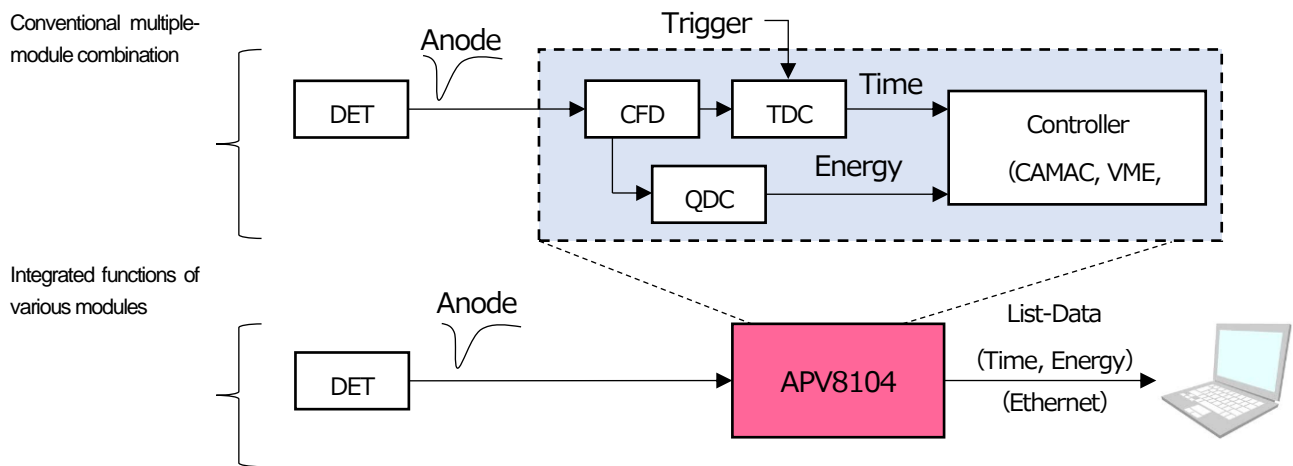 Conventional multiple-
module combination
Anode
Trigger
DET
CFD
TDC
Time
Controller
(CAMAC, VME,
Energy
QDC
Integrated functions of
various modules
Anode
DET
APV8104
List-Data
(Time, Energy)
(Ethernet)